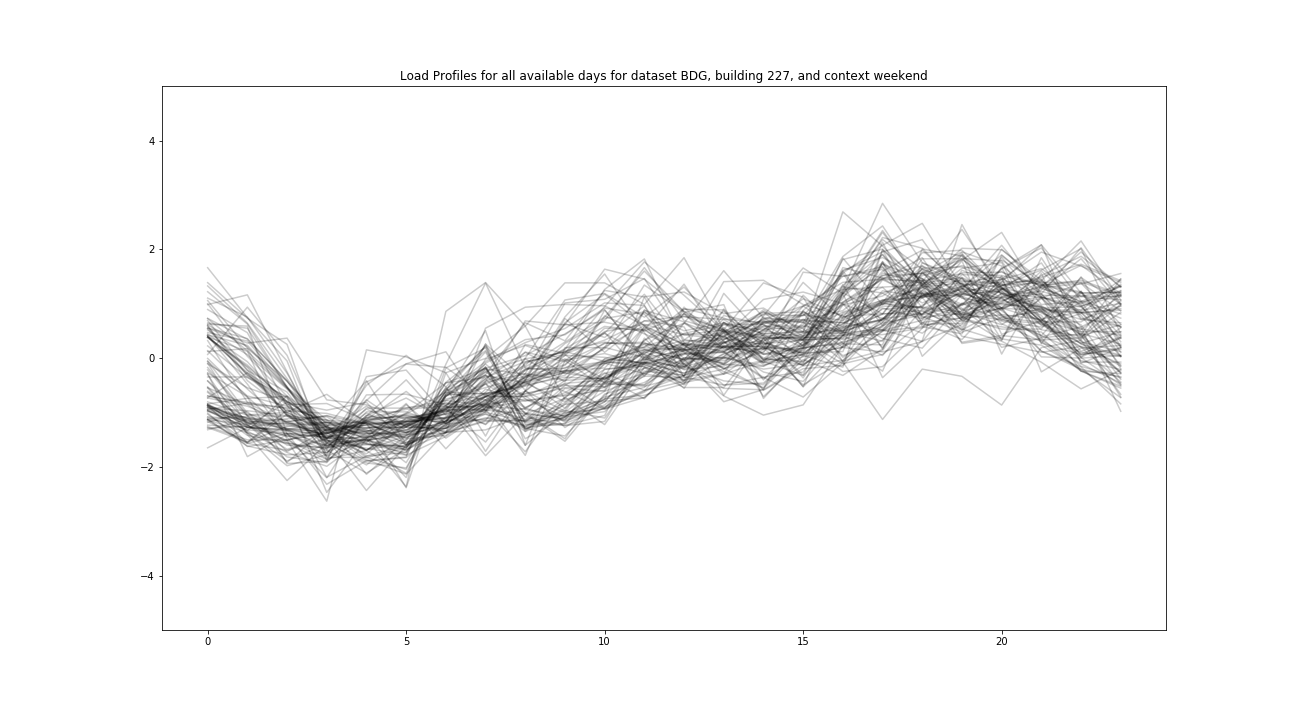 Load Profiles for all available days for dataset BDG, building 227, and context weekend
4
2
0
−2
−4
0 5 10 15 20